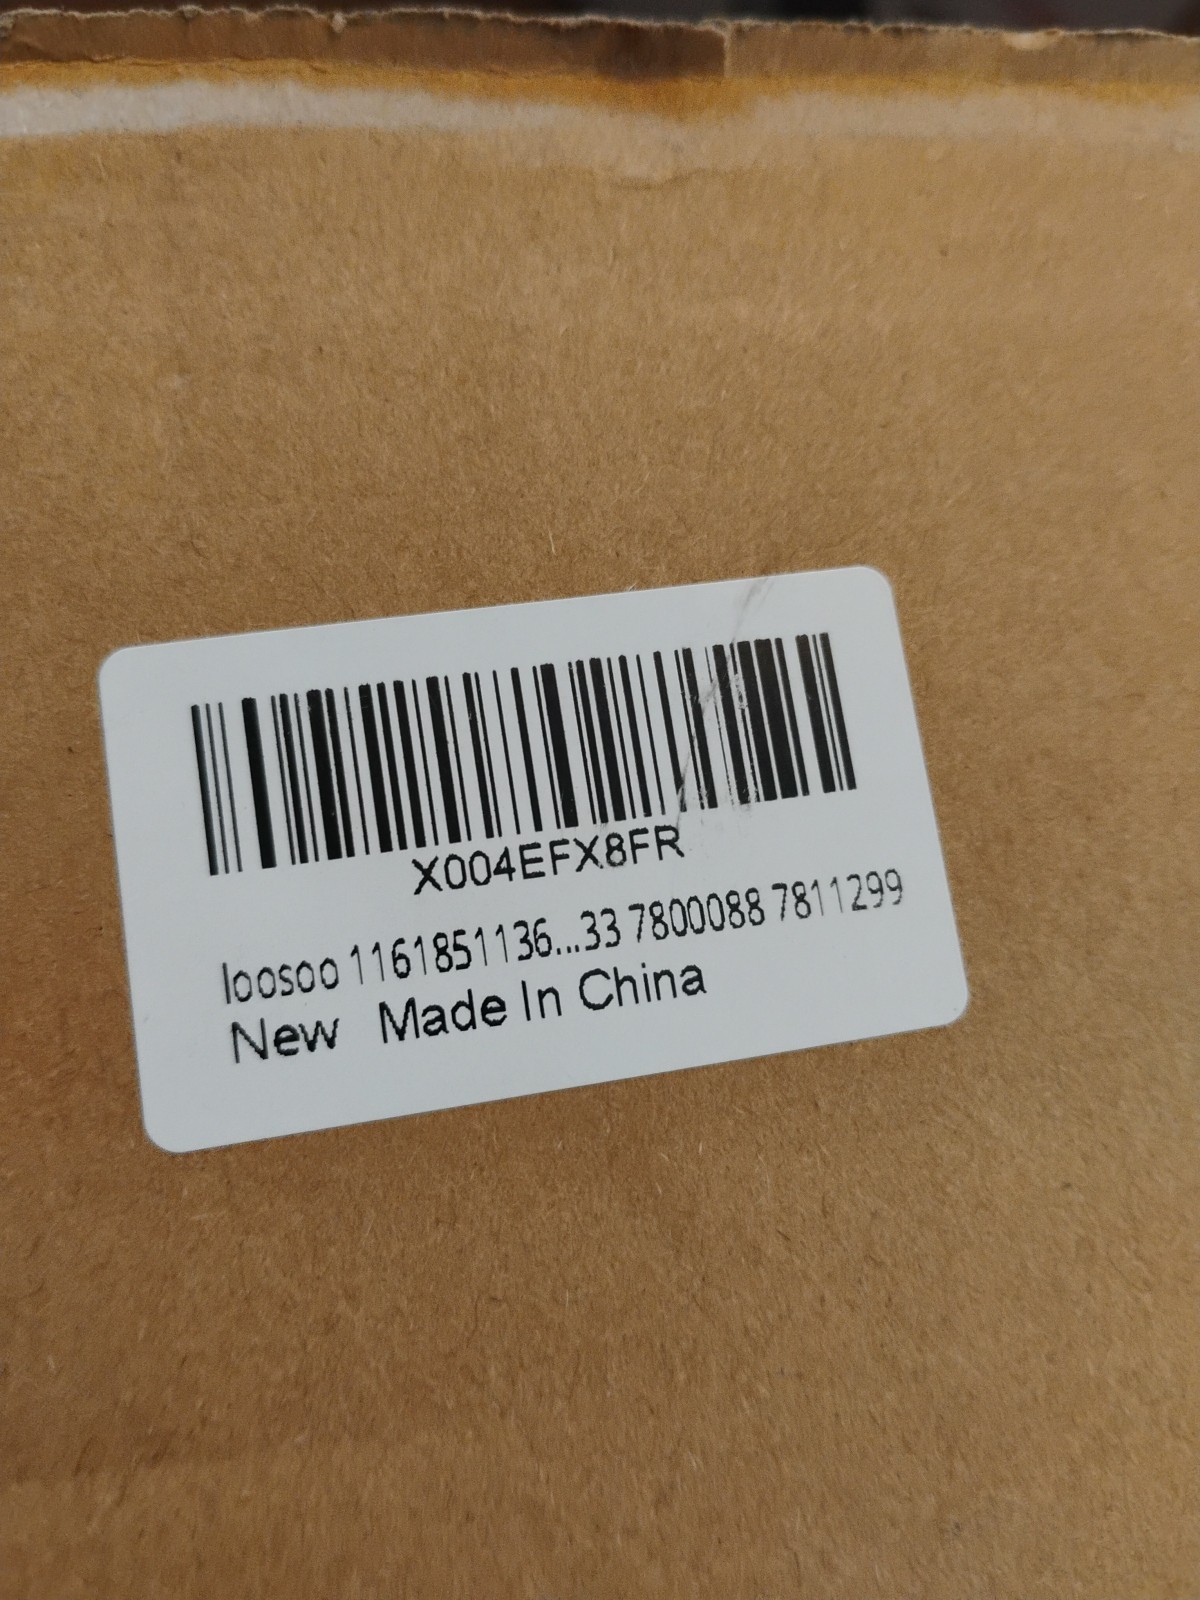 X004EFX8FR
loosoo 1161851136...33 7800088 7811299
New Made In China